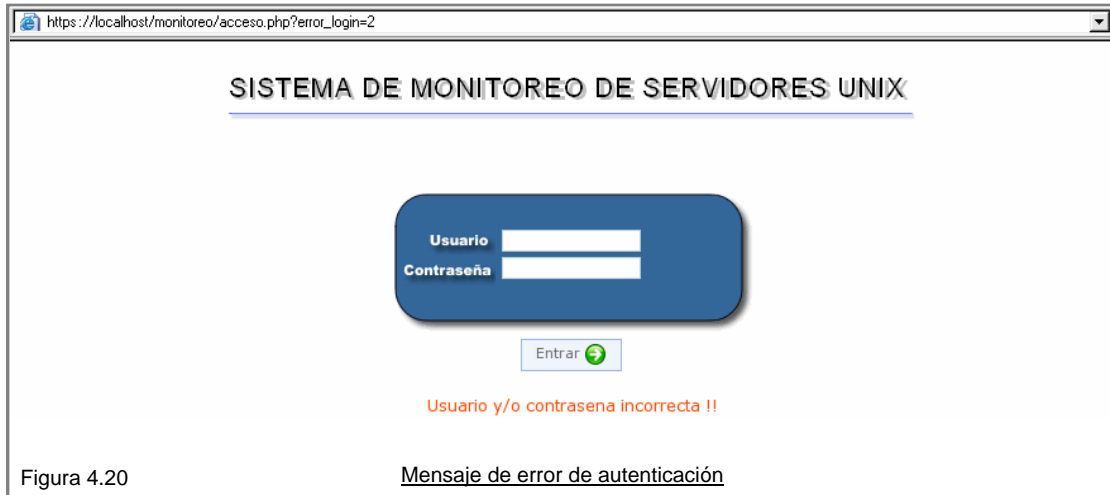 https://localhost/monitoreo/acceso.php?error_login=2
SISTEMA DE MONITOREO DE SERVIDORES UNIX
Usuario
Contraseña
Entrar
Usuario y/o contrasena incorrecta !!
Figura 4.20 Mensaje de error de autenticación